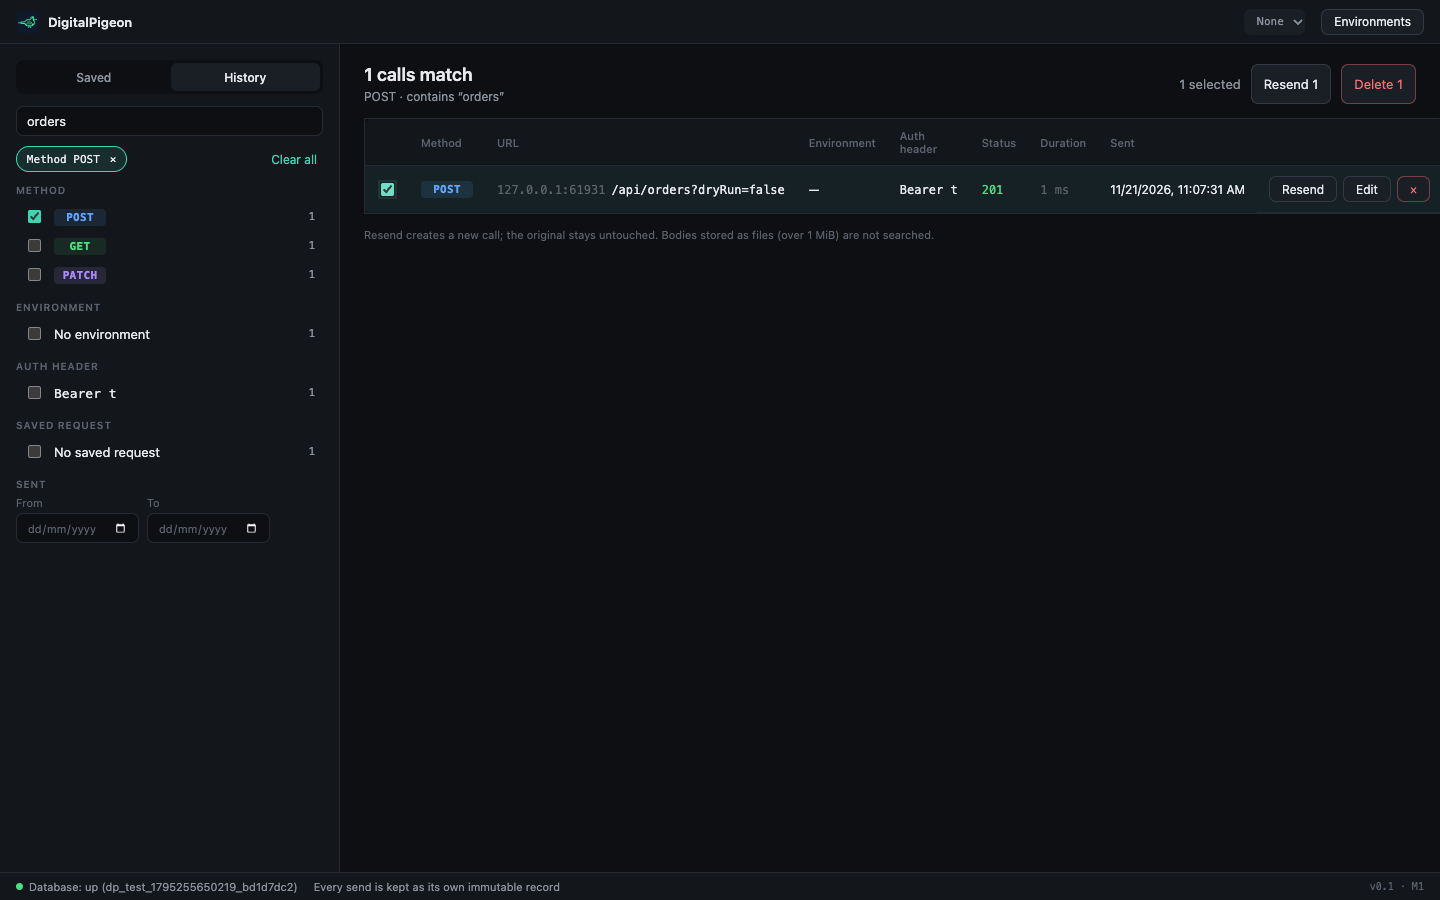 DigitalPigeon
None
Environments
Saved
History
orders
Method POST ×
Clear all
METHOD
POST 1
GET 1
PATCH 1
ENVIRONMENT
No environment 1
AUTH HEADER
Bearer t 1
SAVED REQUEST
No saved request 1
SENT
From To
dd/mm/yyyy dd/mm/yyyy
1 calls match
POST · contains “orders”
1 selected
Resend 1
Delete 1
Method URL Environment Auth header Status Duration Sent
POST 127.0.0.1:61931 /api/orders?dryRun=false — Bearer t 201 1 ms 11/21/2026, 11:07:31 AM Resend Edit ×
Resend creates a new call; the original stays untouched. Bodies stored as files (over 1 MiB) are not searched.
Database: up (dp_test_1795255650219_bd1d7dc2) Every send is kept as its own immutable record
v0.1 · M1